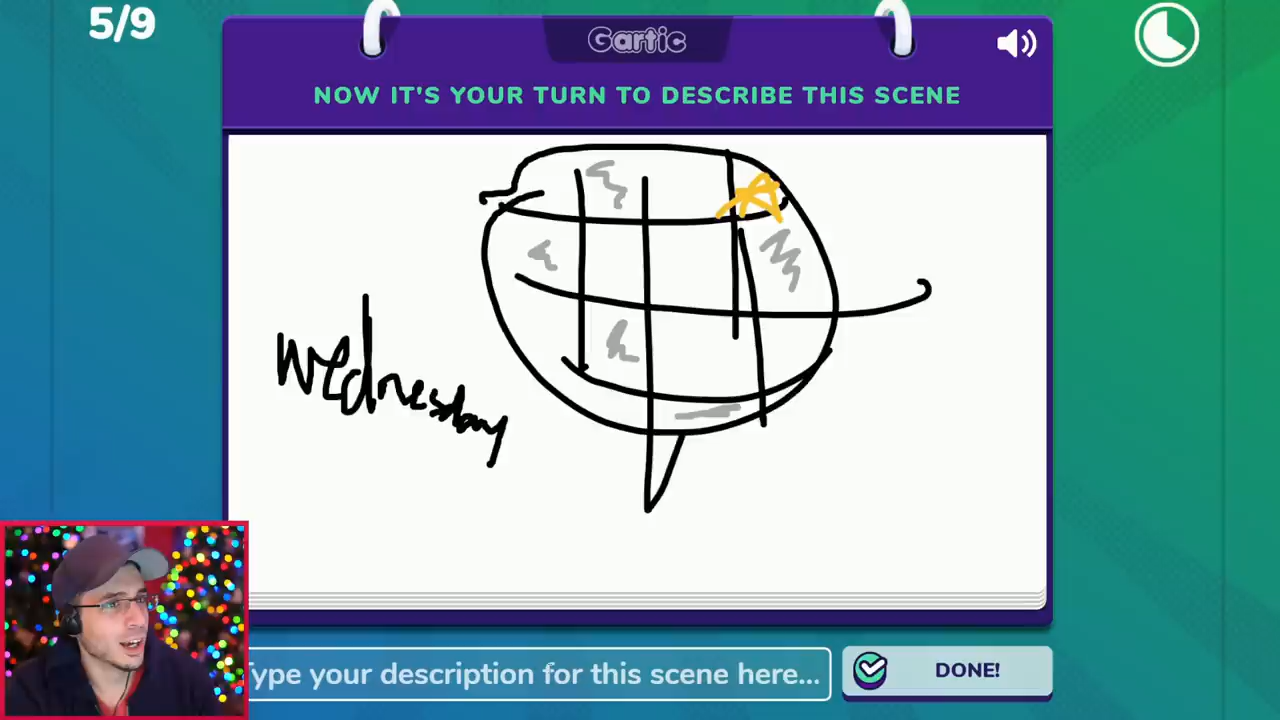 5/9
Gartic
NOW IT'S YOUR TURN TO DESCRIBE THIS SCENE
Wednesday
Type your description for this scene here...
DONE!